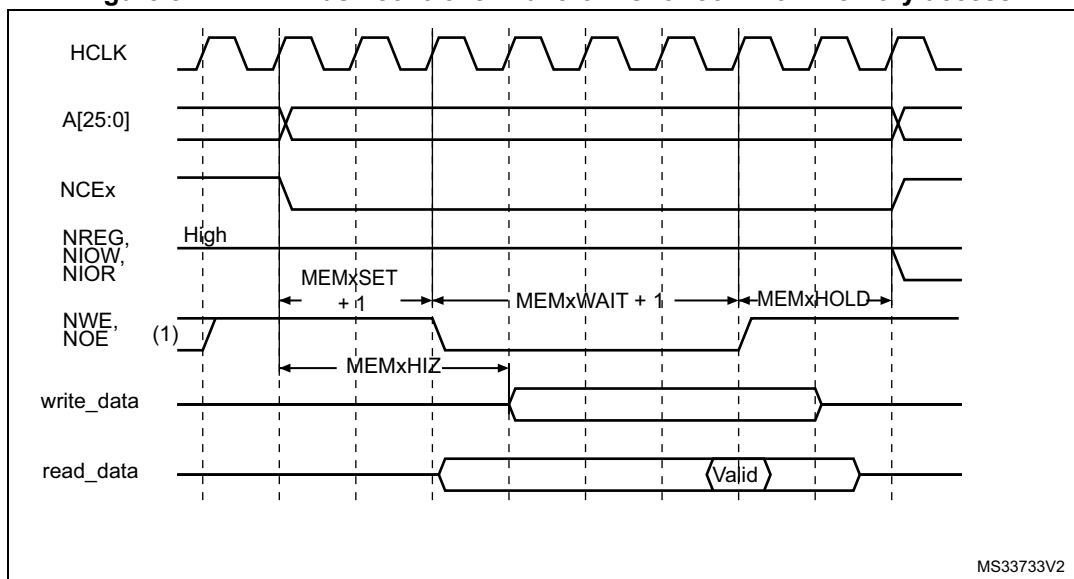 HCLK
A[25:0]
NCEx
NREG,
NIOW,
NIOR
High
MEMxSET
+ 1
MEMxWAIT + 1
MEMxHOLD
NWE,
NOE
(1)
MEMxHIZ
write_data
read_data
Valid
MS33733V2